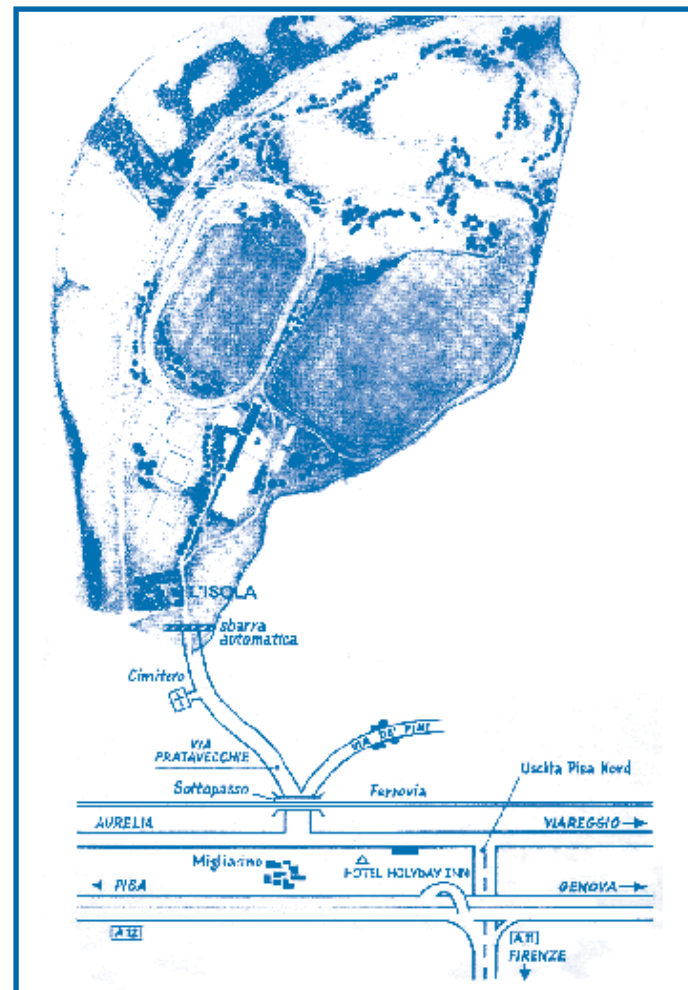 L'ISOLA
sbarra
automatica
Cimitero
VIA
PRATAVECCHIE
VIA DE' PINI
Uscita Pisa Nord
Sottopasso
Ferrovia
AURELIA
VIAREGGIO
Migliarino
HOTEL HOLYDAY INN
PISA
GENOVA
A12
A11
FIRENZE